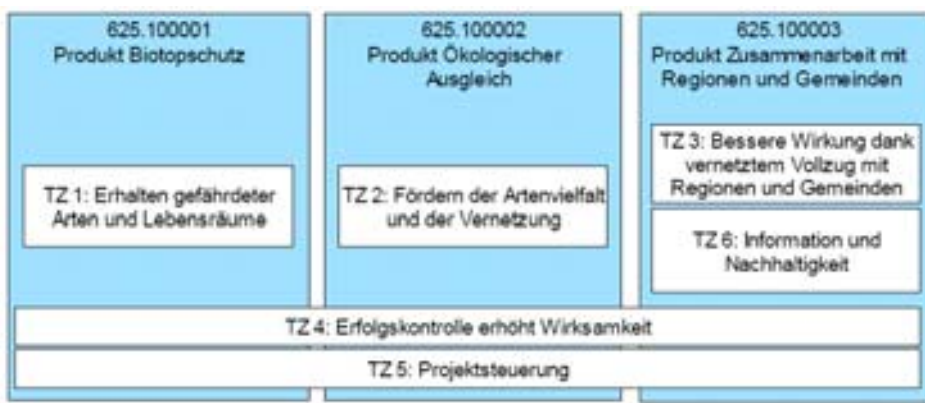 625.100001
Produkt Biotopschutz
TZ 1: Erhalten gefährdeter
Arten und Lebensräume
625.100002
Produkt Ökologischer
Ausgleich
TZ 2: Fördern der Artenvielfalt
und der Vernetzung
625.100003
Produkt Zusammenarbeit mit
Regionen und Gemeinden
TZ 3: Bessere Wirkung dank
vernetztem Vollzug mit
Regionen und Gemeinden
TZ 6: Information und
Nachhaltigkeit
TZ 4: Erfolgskontrolle erhöht Wirksamkeit
TZ 5: Projektsteuerung